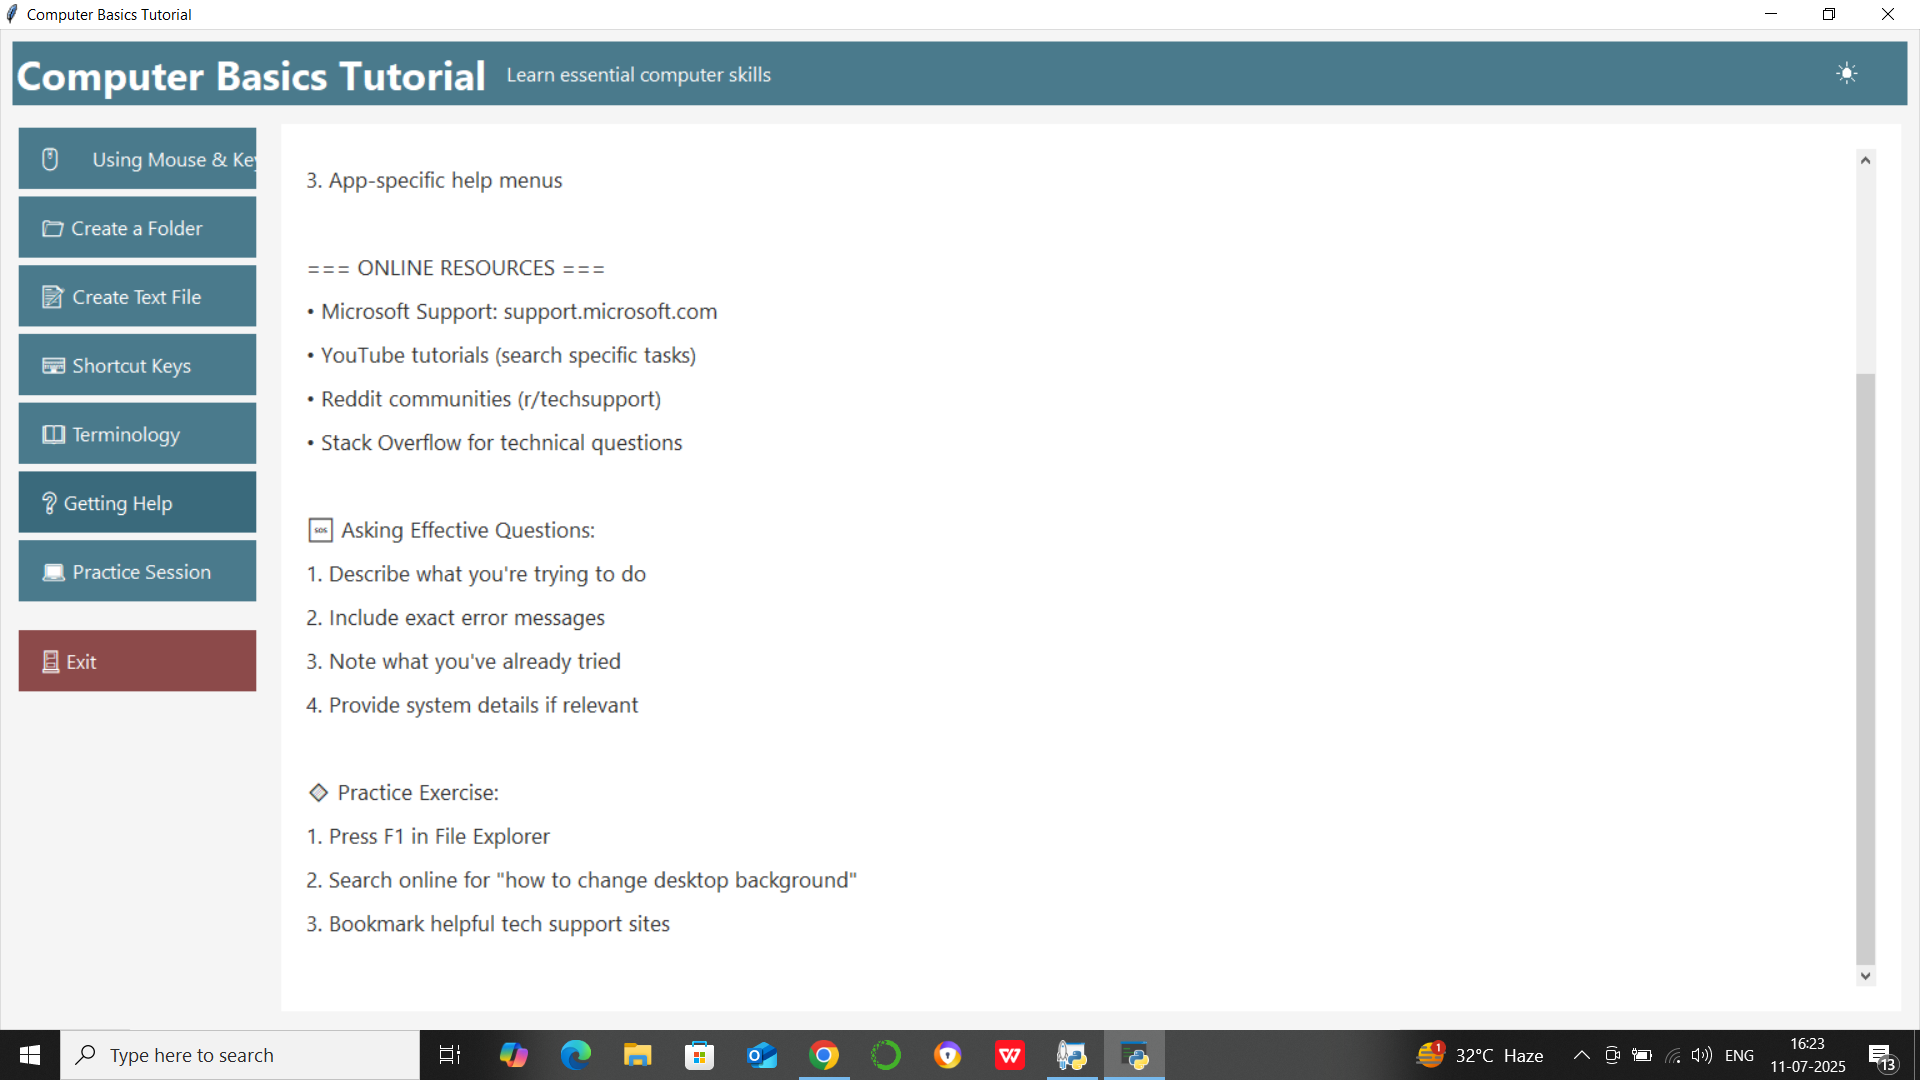 Computer Basics Tutorial
Computer Basics Tutorial Learn essential computer skills
Using Mouse & Key
Create a Folder
Create Text File
Shortcut Keys
Terminology
Getting Help
Practice Session
Exit
3. App-specific help menus
=== ONLINE RESOURCES ===
• Microsoft Support: support.microsoft.com
• YouTube tutorials (search specific tasks)
• Reddit communities (r/techsupport)
• Stack Overflow for technical questions
SOS Asking Effective Questions:
1. Describe what you're trying to do
2. Include exact error messages
3. Note what you've already tried
4. Provide system details if relevant
Practice Exercise:
1. Press F1 in File Explorer
2. Search online for "how to change desktop background"
3. Bookmark helpful tech support sites
Type here to search
1
32°C Haze
ENG
16:23
11-07-2025
13